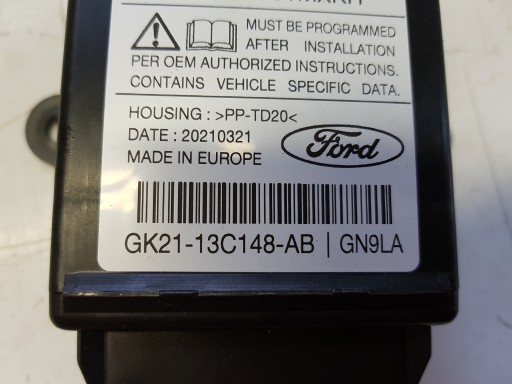 MUST BE PROGRAMMED
AFTER INSTALLATION
PER OEM AUTHORIZED INSTRUCTIONS.
CONTAINS VEHICLE SPECIFIC DATA.
HOUSING : >PP-TD20<
DATE : 20210321
MADE IN EUROPE
Ford
GK21-13C148-AB | GN9LA